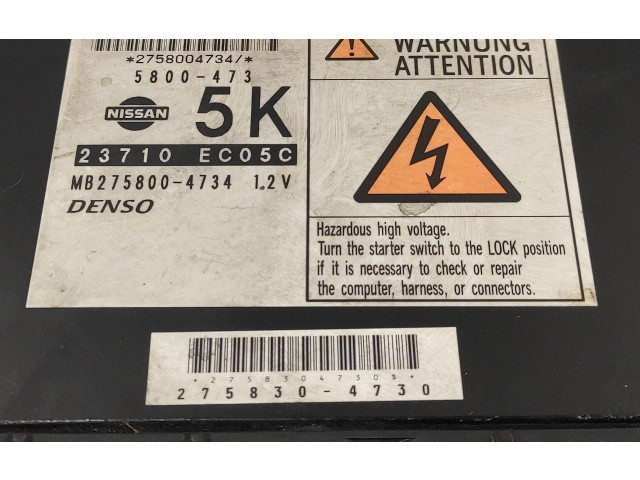 *2758004734/*
5800-473
NISSAN 5K
23710 EC05C
MB275800-4734 12V
DENSO
WARNUNG
ATTENTION
Hazardous high voltage.
Turn the starter switch to the LOCK position
if it is necessary to check or repair
the computer, harness, or connectors.
*2758304730$*
275830-4730